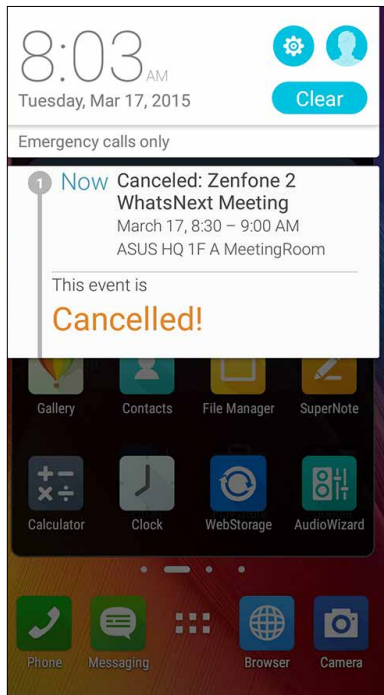 8:03 AM
Tuesday, Mar 17, 2015
Clear
Emergency calls only
1 Now Canceled: Zenfone 2
WhatsNext Meeting
March 17, 8:30 – 9:00 AM
ASUS HQ 1F A MeetingRoom
This event is
Cancelled!
Gallery Contacts File Manager SuperNote
Calculator Clock WebStorage AudioWizard
Phone Messaging Browser Camera